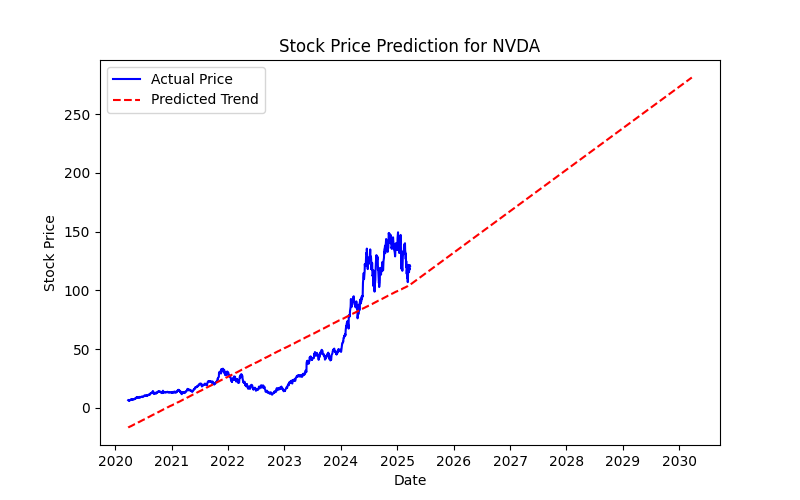 Stock Price Prediction for NVDA
Actual Price
Predicted Trend
250
200
150
100
50
0
Stock Price
2020 2021 2022 2023 2024 2025 2026 2027 2028 2029 2030
Date